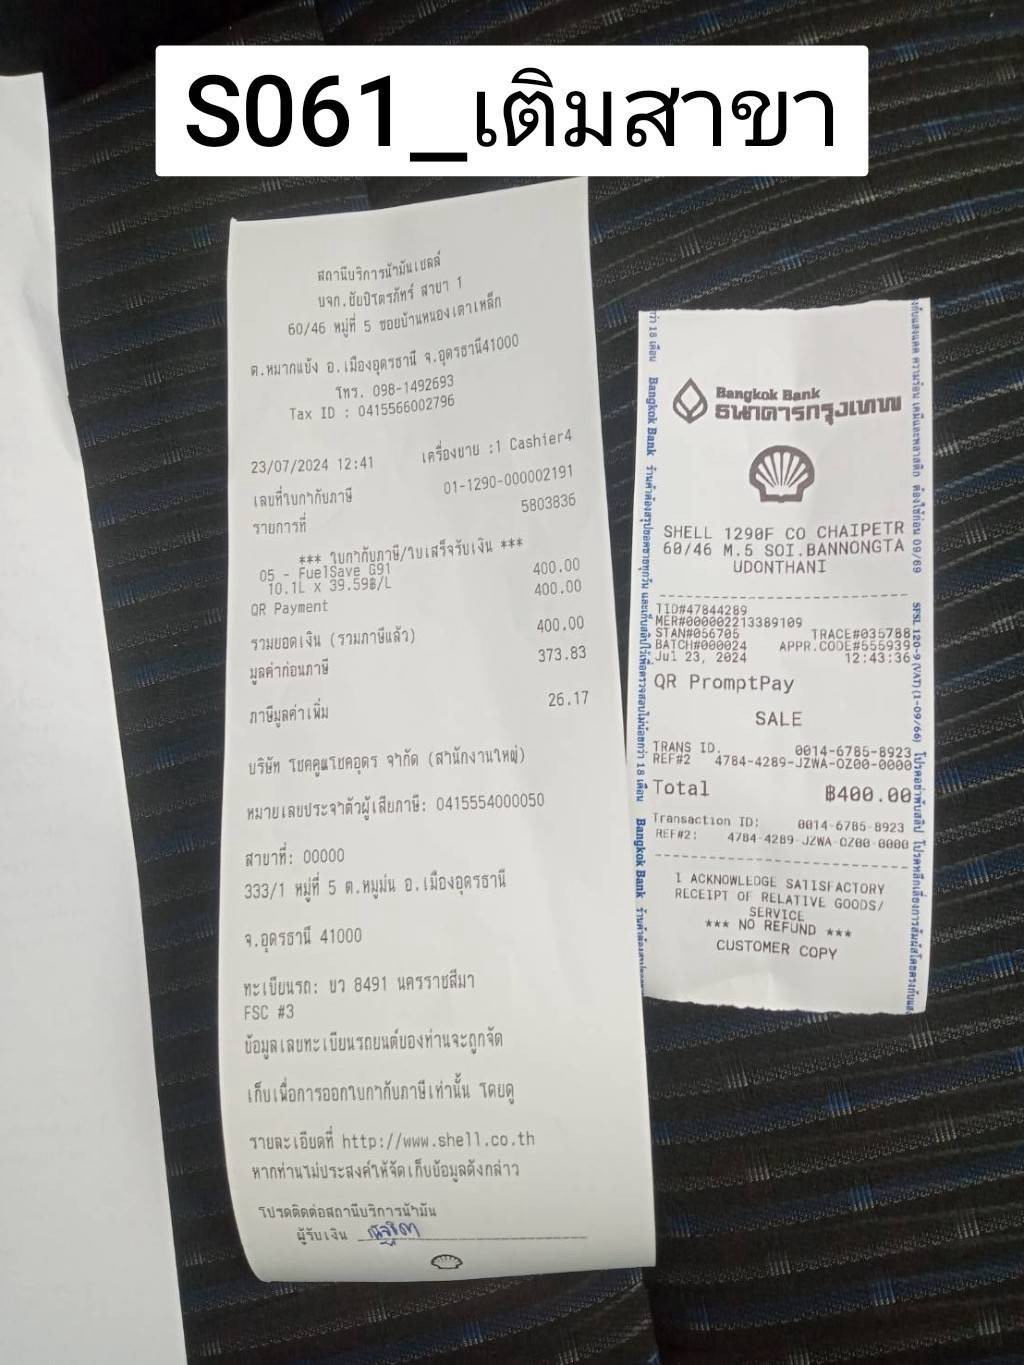 S061_เติมสาขา
สถานีบริการน้ำมันเชลล์
บจก.ชัยปิโตรภัทร์ สาขา 1
60/46 หมู่ที่ 5 ซอยบ้านหนองเตาเหล็ก
ต.หมากแข้ง อ.เมืองอุดรธานี จ.อุดรธานี41000
โทร. 098-1492693
Tax ID : 0415566002796
23/07/2024 12:41 เครื่องขาย :1 Cashier4
เลขที่ใบกำกับภาษี 01-1290-000002191
รายการที่ 5803836
*** ใบกำกับภาษี/ใบเสร็จรับเงิน ***
05 - FuelSave G91 400.00
10.1L x 39.59฿/L
QR Payment 400.00
รวมยอดเงิน (รวมภาษีแล้ว) 400.00
มูลค่าก่อนภาษี 373.83
ภาษีมูลค่าเพิ่ม 26.17
บริษัท โชคคูณโชคอุดร จำกัด (สำนักงานใหญ่)
หมายเลขประจำตัวผู้เสียภาษี: 0415554000050
สาขาที่: 00000
333/1 หมู่ที่ 5 ต.หมูม่น อ.เมืองอุดรธานี
จ.อุดรธานี 41000
ทะเบียนรถ: บว 8491 นครราชสีมา
FSC #3
ข้อมูลเลขทะเบียนรถยนต์ของท่านจะถูกจัด
เก็บเพื่อการออกใบกำกับภาษีเท่านั้น โดยดู
รายละเอียดที่ http://www.shell.co.th
หากท่านไม่ประสงค์ให้จัดเก็บข้อมูลดังกล่าว
โปรดติดต่อสถานีบริการน้ำมัน
ผู้รับเงิน
Bangkok Bank
ธนาคารกรุงเทพ
SHELL 1290F CO CHAIPETR
60/46 M.5 SOI.BANNONGTA
UDONTHANI
TID#47844289
MER#000002213389109
STAN#056705 TRACE#035788
BATCH#000024 APPR.CODE#555939
Jul 23, 2024 12:43:36
QR PromptPay
SALE
TRANS ID. 0014-6785-8923
REF#2 4784-4289-JZWA-OZ00-0000
Total ฿400.00
Transaction ID: 0014-6785-8923
REF#2: 4784-4289-JZWA-OZ00-0000
I ACKNOWLEDGE SATISFACTORY
RECEIPT OF RELATIVE GOODS/
SERVICE
*** NO REFUND ***
CUSTOMER COPY